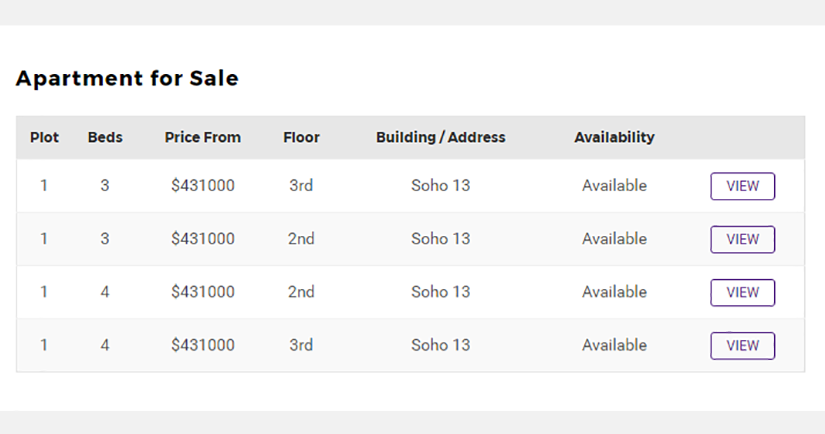 Apartment for Sale
Plot Beds Price From Floor Building / Address Availability
1 3 $431000 3rd Soho 13 Available VIEW
1 3 $431000 2nd Soho 13 Available VIEW
1 4 $431000 2nd Soho 13 Available VIEW
1 4 $431000 3rd Soho 13 Available VIEW